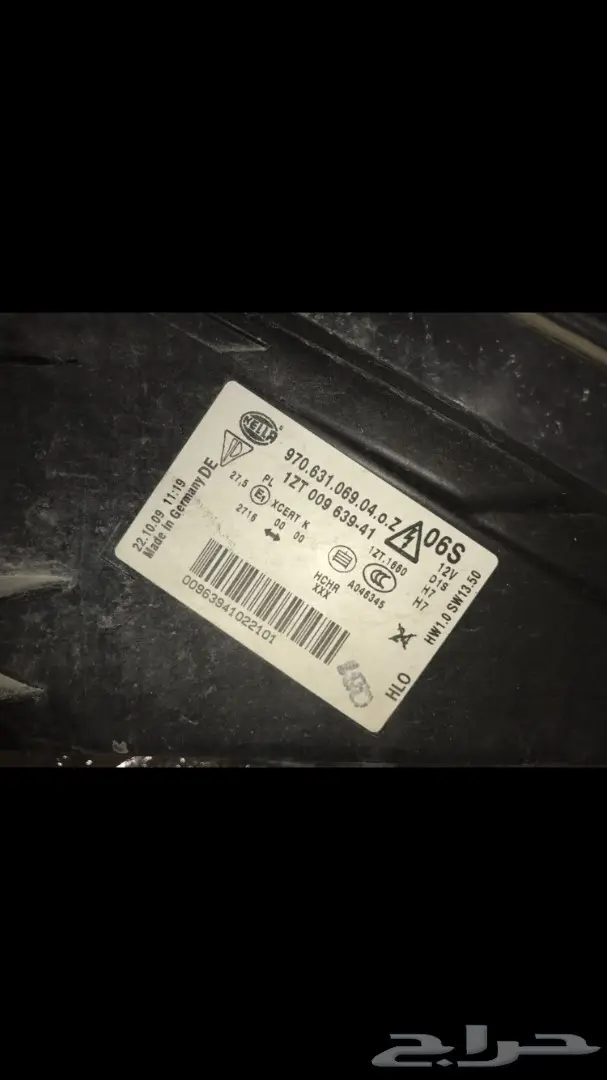 HELLA
970.631.069.04.o.Z
06S
1ZT 009 639-41
PL
27,5
XCERT K
2716
00 00
1ZT.1660
12V
D1S
H7
H7
HCHR
XXX
A046345
HW1.0 SW13.50
22.10.09 11:19
Made in Germany DE
00963941022101
HLO
حراج